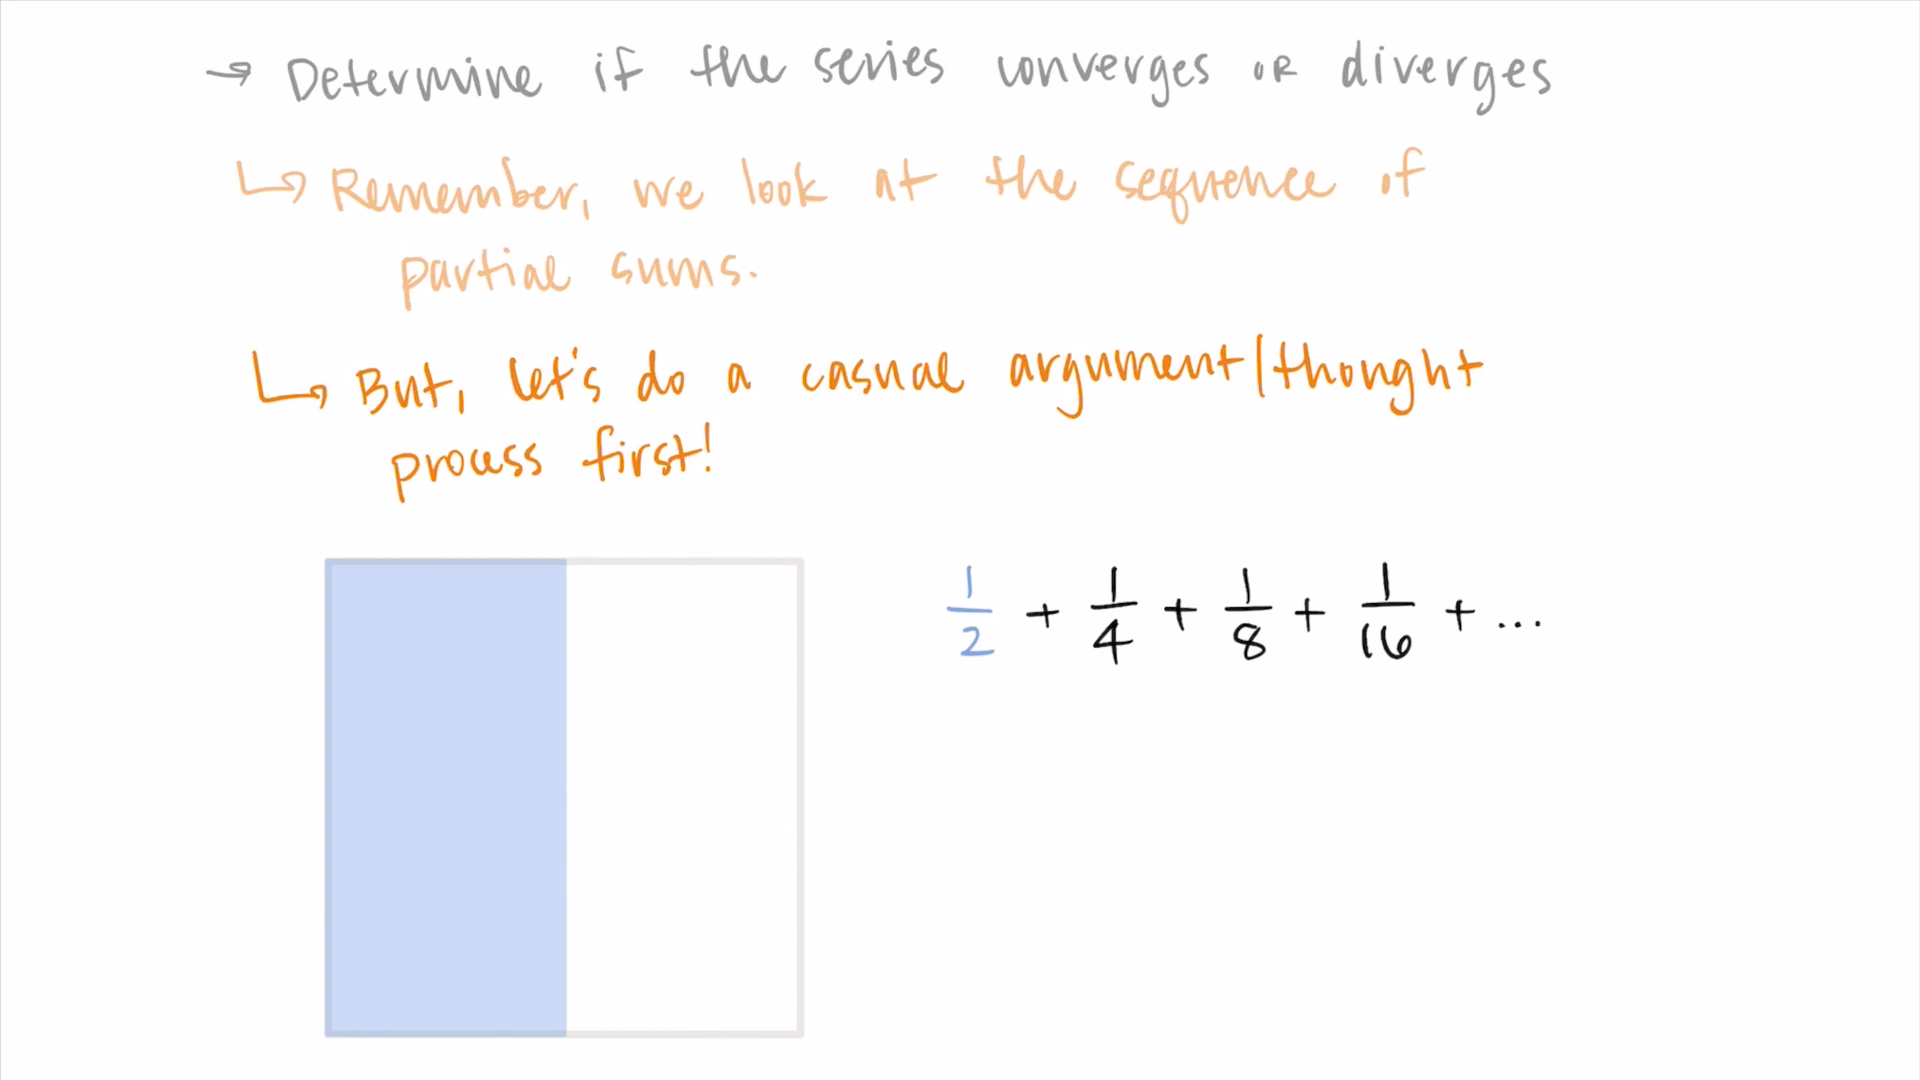 → Determine if the series converges OR diverges
↳ Remember, we look at the sequence of
partial sums.
↳ But, let's do a casual argument/thought
process first!
1/2 + 1/4 + 1/8 + 1/16 + ...